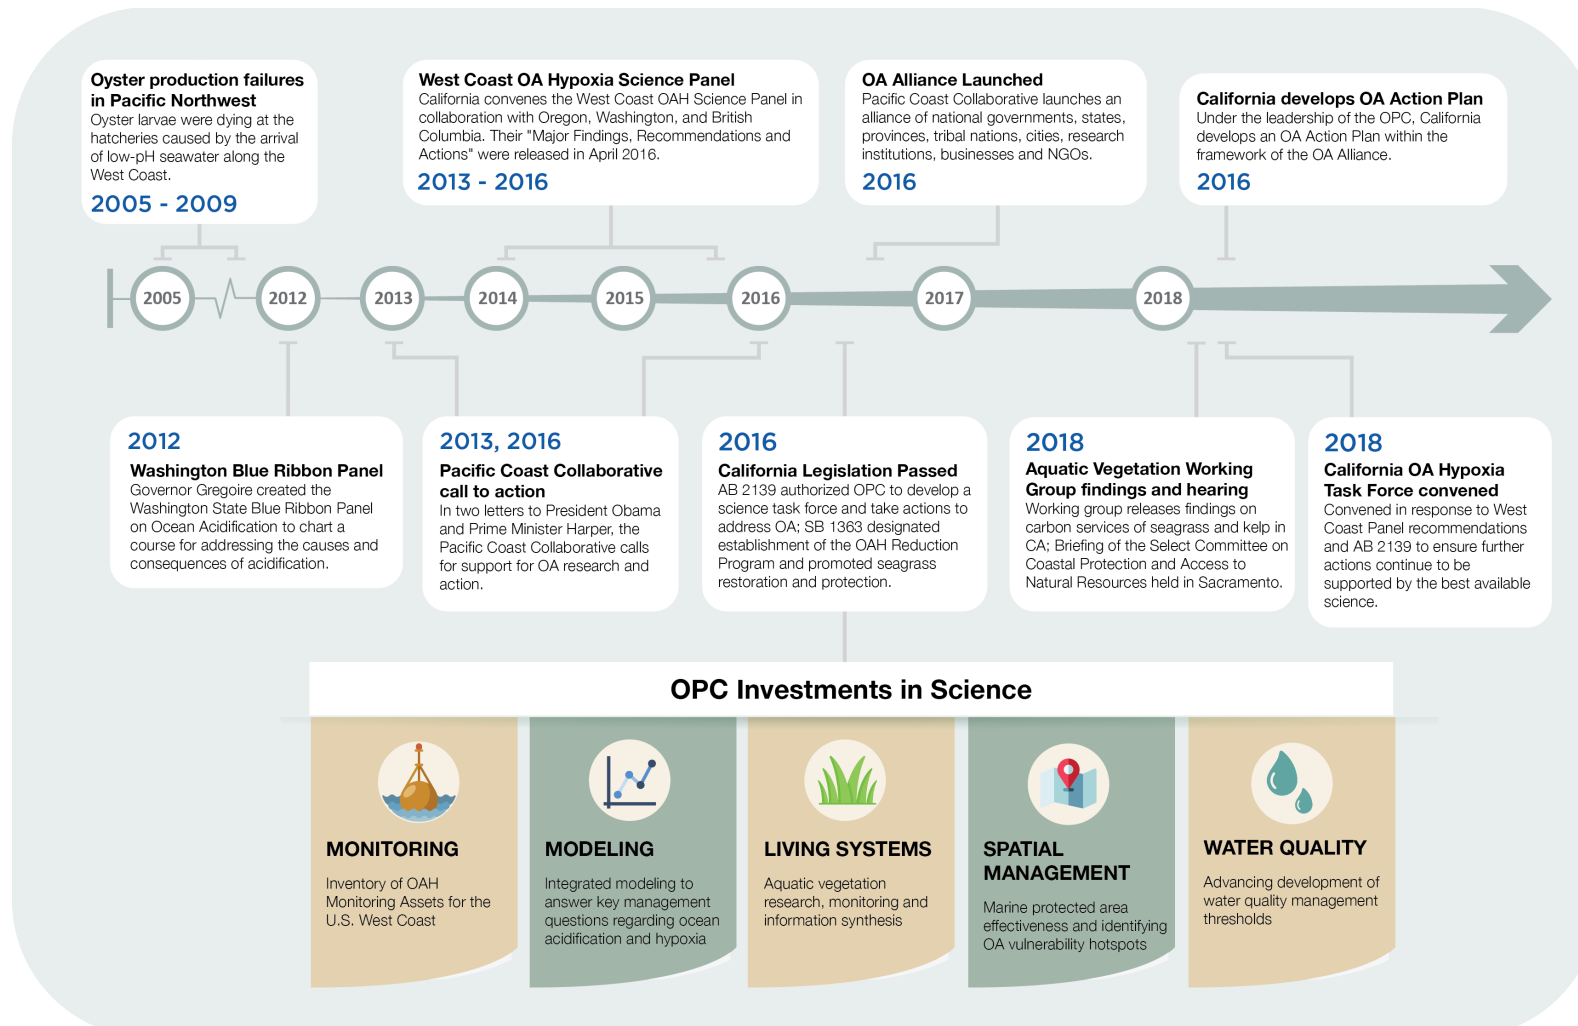 Oyster production failures
in Pacific Northwest
Oyster larvae were dying at the
hatcheries caused by the arrival
of low-pH seawater along the
West Coast.
2005 - 2009
West Coast OA Hypoxia Science Panel
California convenes the West Coast OAH Science Panel in
collaboration with Oregon, Washington, and British
Columbia. Their "Major Findings, Recommendations and
Actions" were released in April 2016.
2013 - 2016
OA Alliance Launched
Pacific Coast Collaborative launches an
alliance of national governments, states,
provinces, tribal nations, cities, research
institutions, businesses and NGOs.
2016
California develops OA Action Plan
Under the leadership of the OPC, California
develops an OA Action Plan within the
framework of the OA Alliance.
2016
2005
2012
2013
2014
2015
2016
2017
2018
2012
Washington Blue Ribbon Panel
Governor Gregoire created the
Washington State Blue Ribbon Panel
on Ocean Acidification to chart a
course for addressing the causes and
consequences of acidification.
2013, 2016
Pacific Coast Collaborative
call to action
In two letters to President Obama
and Prime Minister Harper, the
Pacific Coast Collaborative calls
for support for OA research and
action.
2016
California Legislation Passed
AB 2139 authorized OPC to develop a
science task force and take actions to
address OA; SB 1363 designated
establishment of the OAH Reduction
Program and promoted seagrass
restoration and protection.
2018
Aquatic Vegetation Working
Group findings and hearing
Working group releases findings on
carbon services of seagrass and kelp in
CA; Briefing of the Select Committee on
Coastal Protection and Access to
Natural Resources held in Sacramento.
2018
California OA Hypoxia
Task Force convened
Convened in response to West
Coast Panel recommendations
and AB 2139 to ensure further
actions continue to be
supported by the best available
science.
OPC Investments in Science
MONITORING
Inventory of OAH
Monitoring Assets for the
U.S. West Coast
MODELING
Integrated modeling to
answer key management
questions regarding ocean
acidification and hypoxia
LIVING SYSTEMS
Aquatic vegetation
research, monitoring and
information synthesis
SPATIAL
MANAGEMENT
Marine protected area
effectiveness and identifying
OA vulnerability hotspots
WATER QUALITY
Advancing development of
water quality management
thresholds